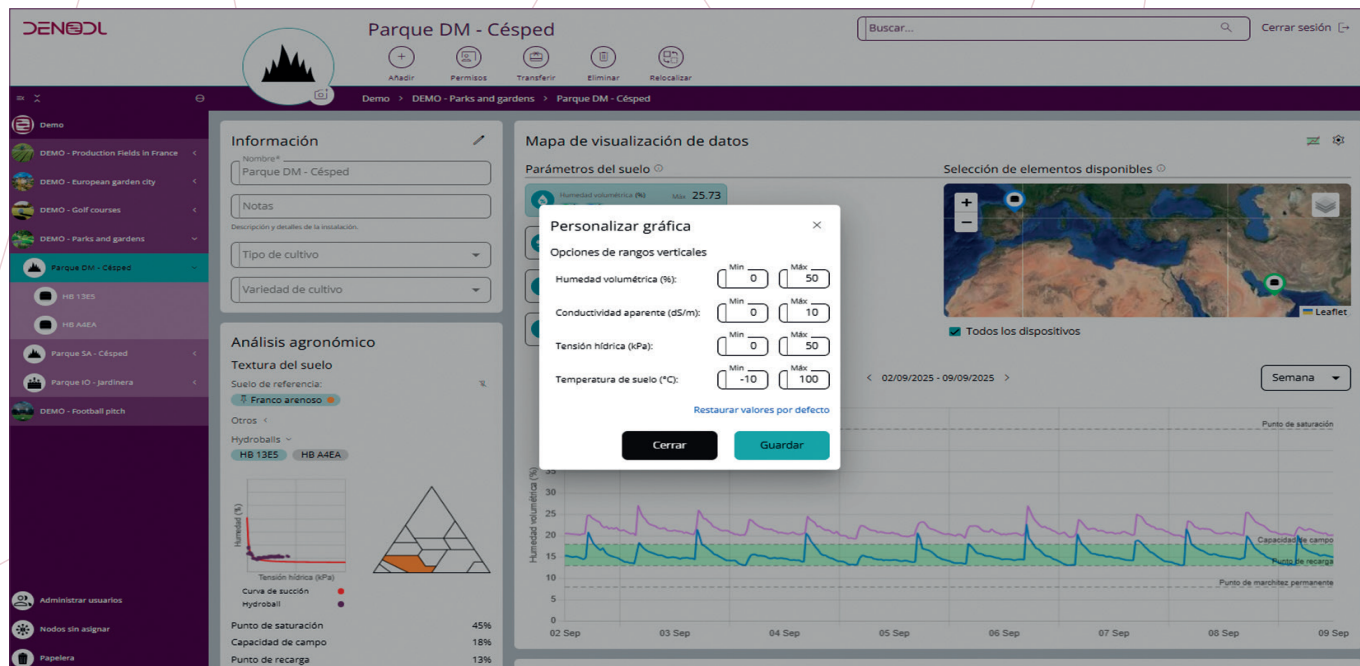 DENODL
Parque DM - Césped
Buscar...
Cerrar sesión
Añadir
Permisos
Transferir
Eliminar
Relocalizar
Demo > DEMO - Parks and gardens > Parque DM - Césped
Demo
DEMO - Production Fields in France
DEMO - European garden city
DEMO - Golf courses
DEMO - Parks and gardens
Parque DM - Césped
HB 13E5
HB A4EA
Parque SA - Césped
Parque IO - Jardinera
DEMO - Football pitch
Administrar usuarios
Nodos sin asignar
Papelera
Información
Nombre*
Parque DM - Césped
Notas
Descripción y detalles de la instalación.
Tipo de cultivo
Variedad de cultivo
Análisis agronómico
Textura del suelo
Suelo de referencia:
Franco arenoso
Otros
Hydroballs
HB 13E5 HB A4EA
Humedad (%)
Tensión hídrica (kPa)
Curva de succión
Hydroball
Punto de saturación 45%
Capacidad de campo 18%
Punto de recarga 13%
Mapa de visualización de datos
Parámetros del suelo
Humedad volumétrica (%) Máx 25.73
Selección de elementos disponibles
+
−
Leaflet
Todos los dispositivos
Personalizar gráfica ×
Opciones de rangos verticales
Humedad volumétrica (%): Min 0 Máx 50
Conductividad aparente (dS/m): Min 0 Máx 10
Tensión hídrica (kPa): Min 0 Máx 50
Temperatura de suelo (°C): Min -10 Máx 100
Restaurar valores por defecto
Cerrar Guardar
< 02/09/2025 - 09/09/2025 >
Semana
Punto de saturación
Humedad volumétrica (%)
35
30
25
20
15
10
5
0
Capacidad de campo
Punto de recarga
Punto de marchitez permanente
02 Sep 03 Sep 04 Sep 05 Sep 06 Sep 07 Sep 08 Sep 09 Sep